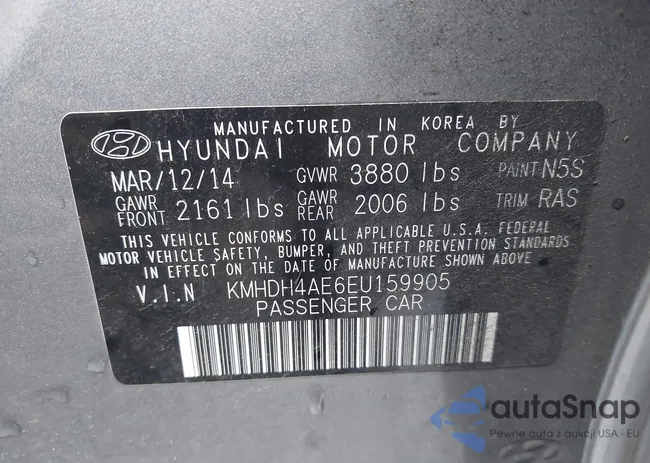 MANUFACTURED IN KOREA BY
HYUNDAI MOTOR COMPANY
MAR/12/14 GVWR 3880 lbs PAINT N5S
GAWR FRONT 2161 lbs GAWR REAR 2006 lbs TRIM RAS
THIS VEHICLE CONFORMS TO ALL APPLICABLE U.S.A. FEDERAL
MOTOR VEHICLE SAFETY, BUMPER, AND THEFT PREVENTION STANDARDS
IN EFFECT ON THE DATE OF MANUFACTURE SHOWN ABOVE.
V.I.N KMHDH4AE6EU159905
PASSENGER CAR
autaSnap
Pewne auta z aukcji USA - EU